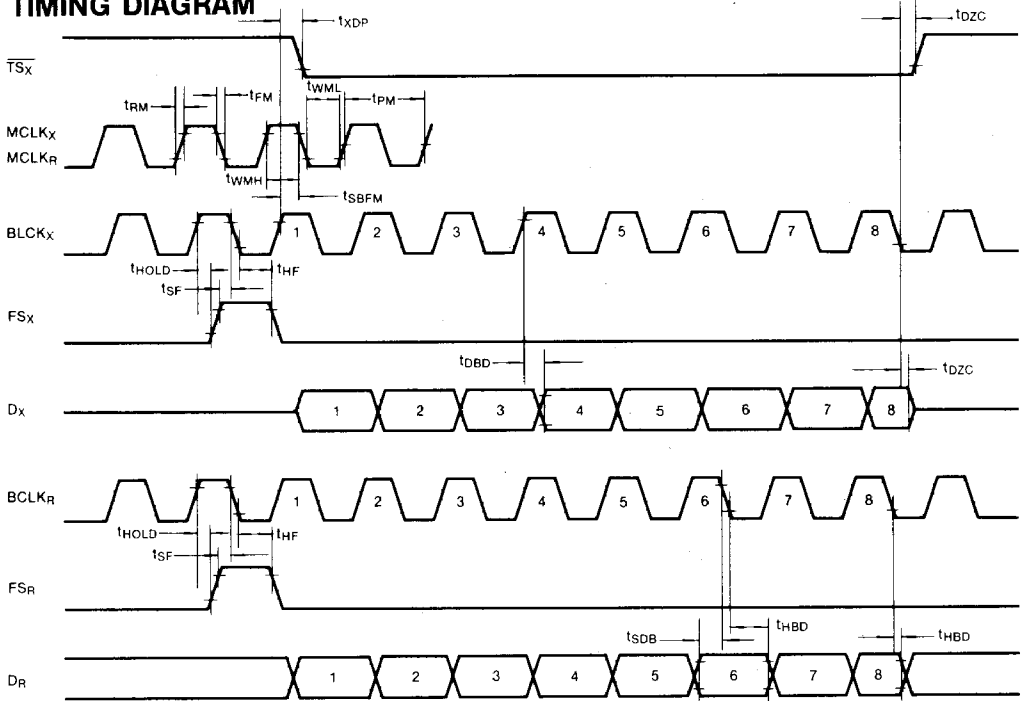 TIMING DIAGRAM
tXDP
tDZC
TSX
tWML
tRM
tFM
tPM
MCLKX
MCLKR
tWMH
tSBFM
BLCKX
1 2 3 4 5 6 7 8
tHOLD
tHF
tSF
FSX
tDBD
tDZC
DX
1 2 3 4 5 6 7 8
BCLKR
1 2 3 4 5 6 7 8
tHOLD
tHF
tSF
FSR
tSDB
tHBD
tHBD
DR
1 2 3 4 5 6 7 8